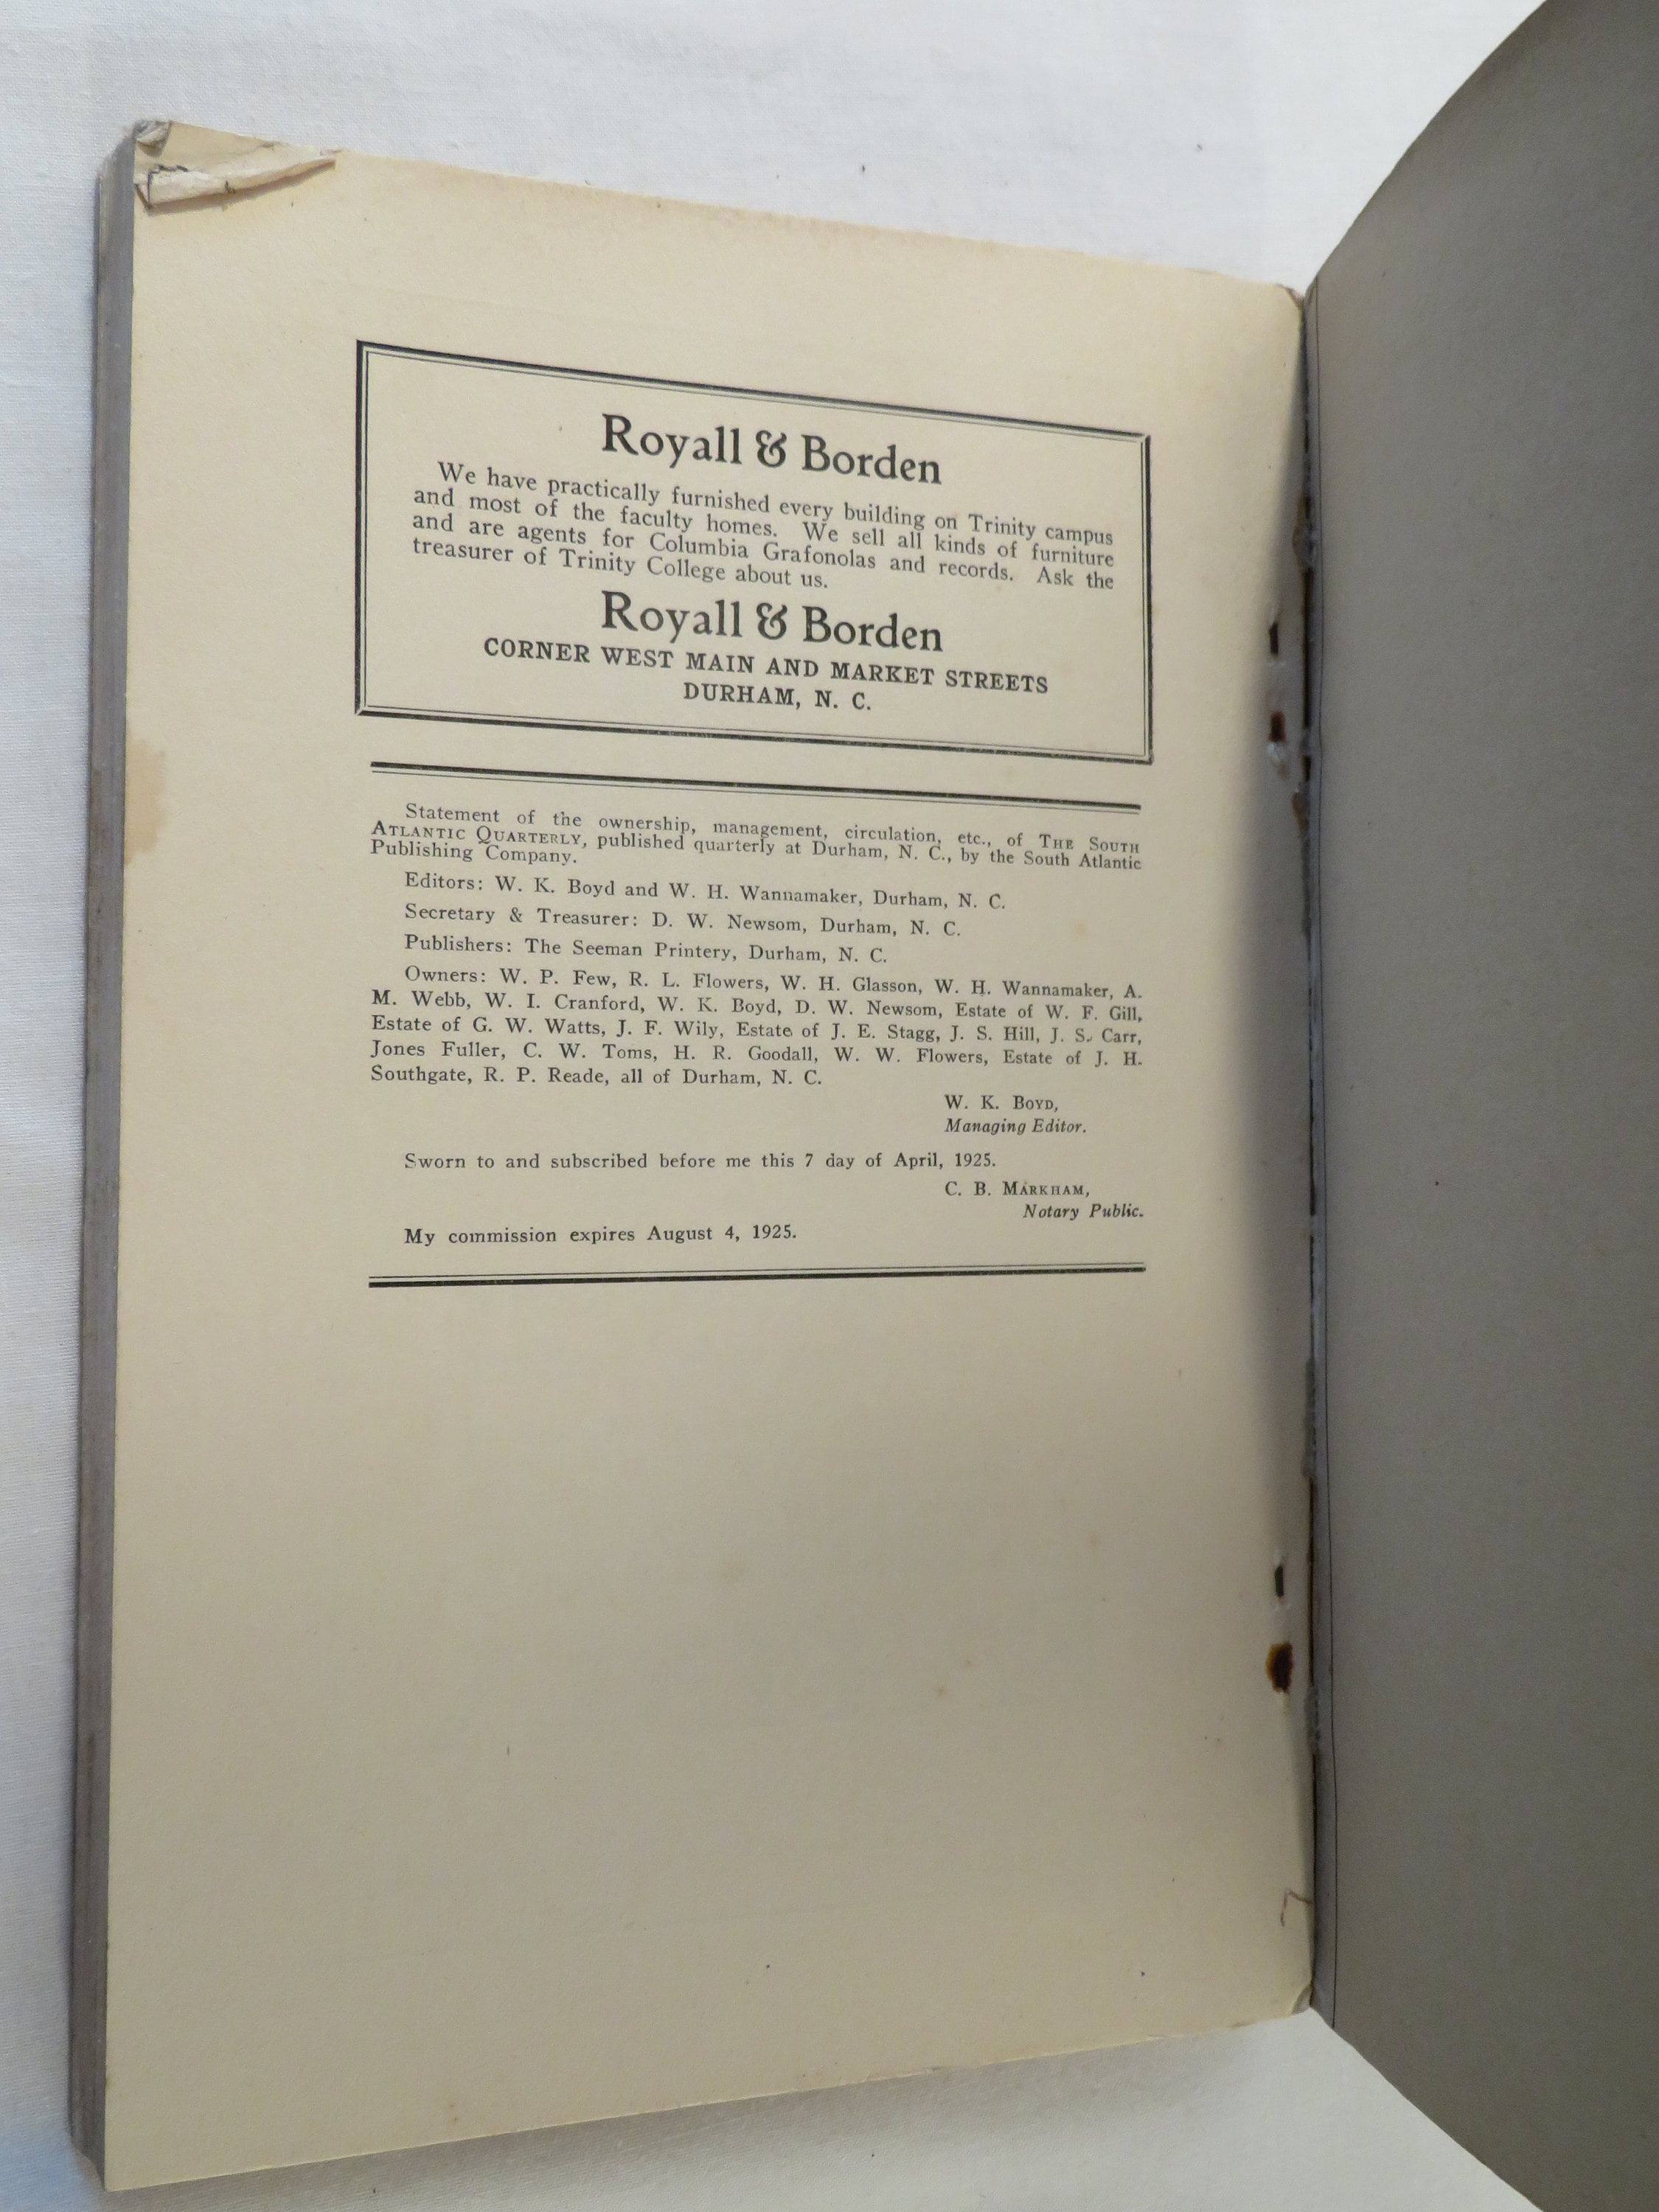 Royall & Borden
We have practically furnished every building on Trinity campus
and most of the faculty homes. We sell all kinds of furniture
and are agents for Columbia Grafonolas and records. Ask the
treasurer of Trinity College about us.
Royall & Borden
CORNER WEST MAIN AND MARKET STREETS
DURHAM, N. C.
Statement of the ownership, management, circulation, etc., of THE SOUTH
ATLANTIC QUARTERLY, published quarterly at Durham, N. C., by the South Atlantic
Publishing Company.
Editors: W. K. Boyd and W. H. Wannamaker, Durham, N. C.
Secretary & Treasurer: D. W. Newsom, Durham, N. C.
Publishers: The Seeman Printery, Durham, N. C.
Owners: W. P. Few, R. L. Flowers, W. H. Glasson, W. H. Wannamaker, A.
M. Webb, W. I. Cranford, W. K. Boyd, D. W. Newsom, Estate of W. F. Gill,
Estate of G. W. Watts, J. F. Wily, Estate of J. E. Stagg, J. S. Hill, J. S. Carr,
Jones Fuller, C. W. Toms, H. R. Goodall, W. W. Flowers, Estate of J. H.
Southgate, R. P. Reade, all of Durham, N. C.
W. K. BOYD,
Managing Editor.
Sworn to and subscribed before me this 7 day of April, 1925.
C. B. MARKHAM,
Notary Public.
My commission expires August 4, 1925.